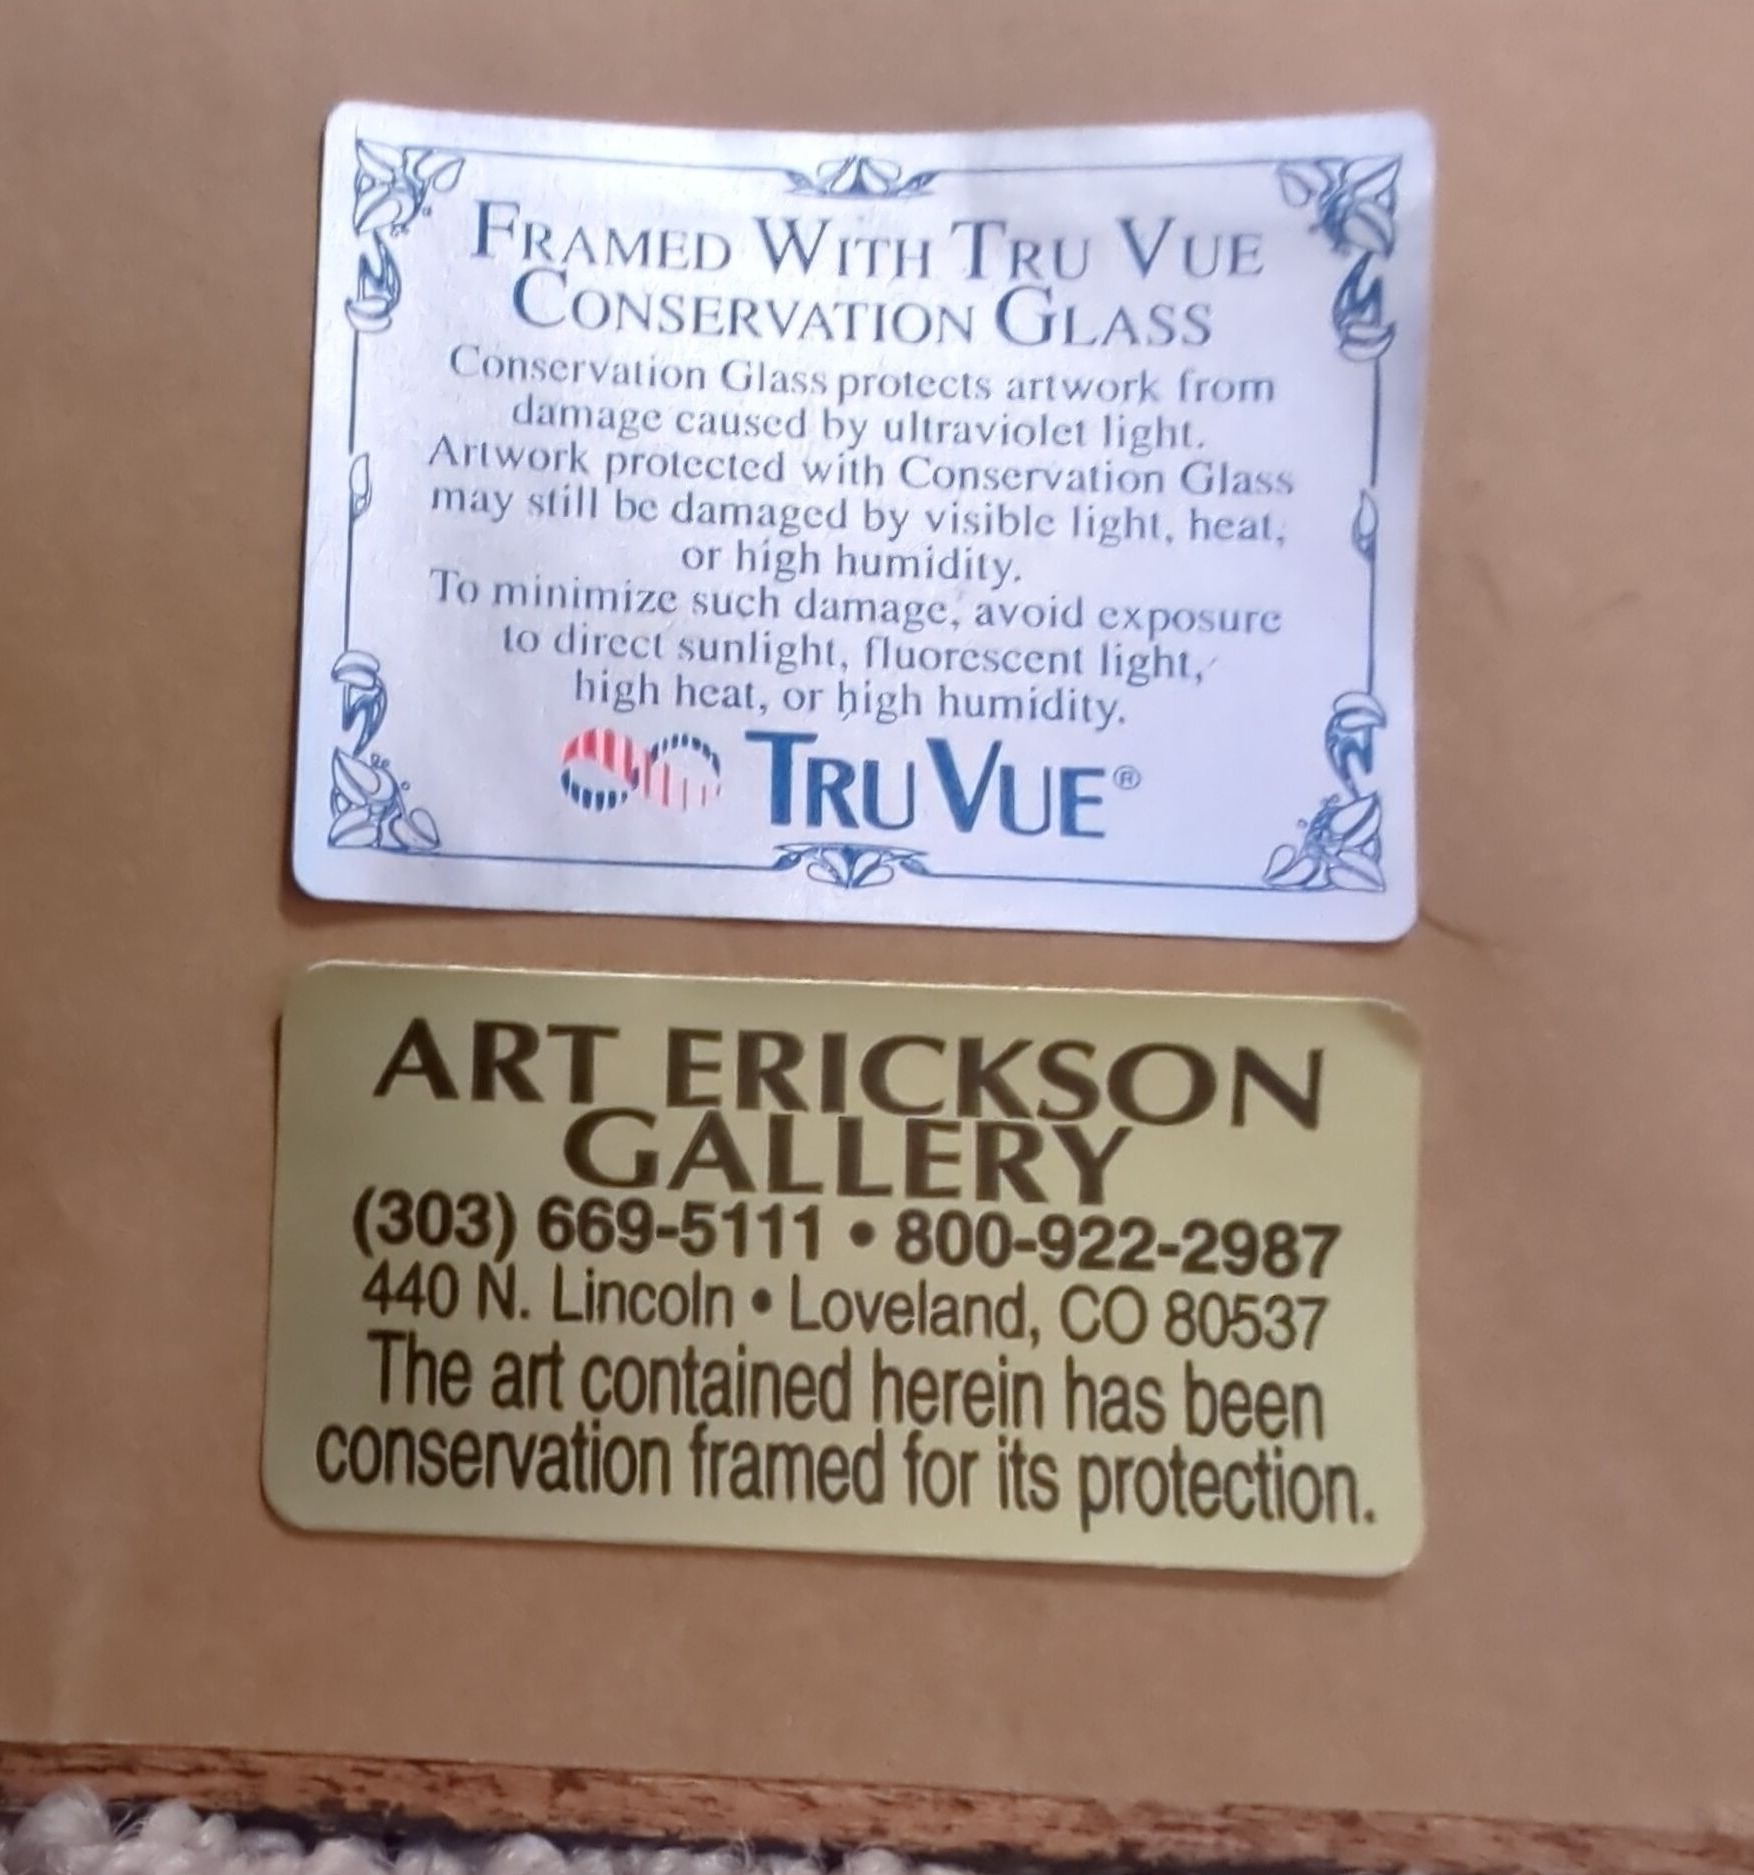 FRAMED WITH TRU VUE
CONSERVATION GLASS
Conservation Glass protects artwork from
damage caused by ultraviolet light.
Artwork protected with Conservation Glass
may still be damaged by visible light, heat,
or high humidity.
To minimize such damage, avoid exposure
to direct sunlight, fluorescent light,
high heat, or high humidity.
TRU VUE®
ART ERICKSON
GALLERY
(303) 669-5111 • 800-922-2987
440 N. Lincoln • Loveland, CO 80537
The art contained herein has been
conservation framed for its protection.